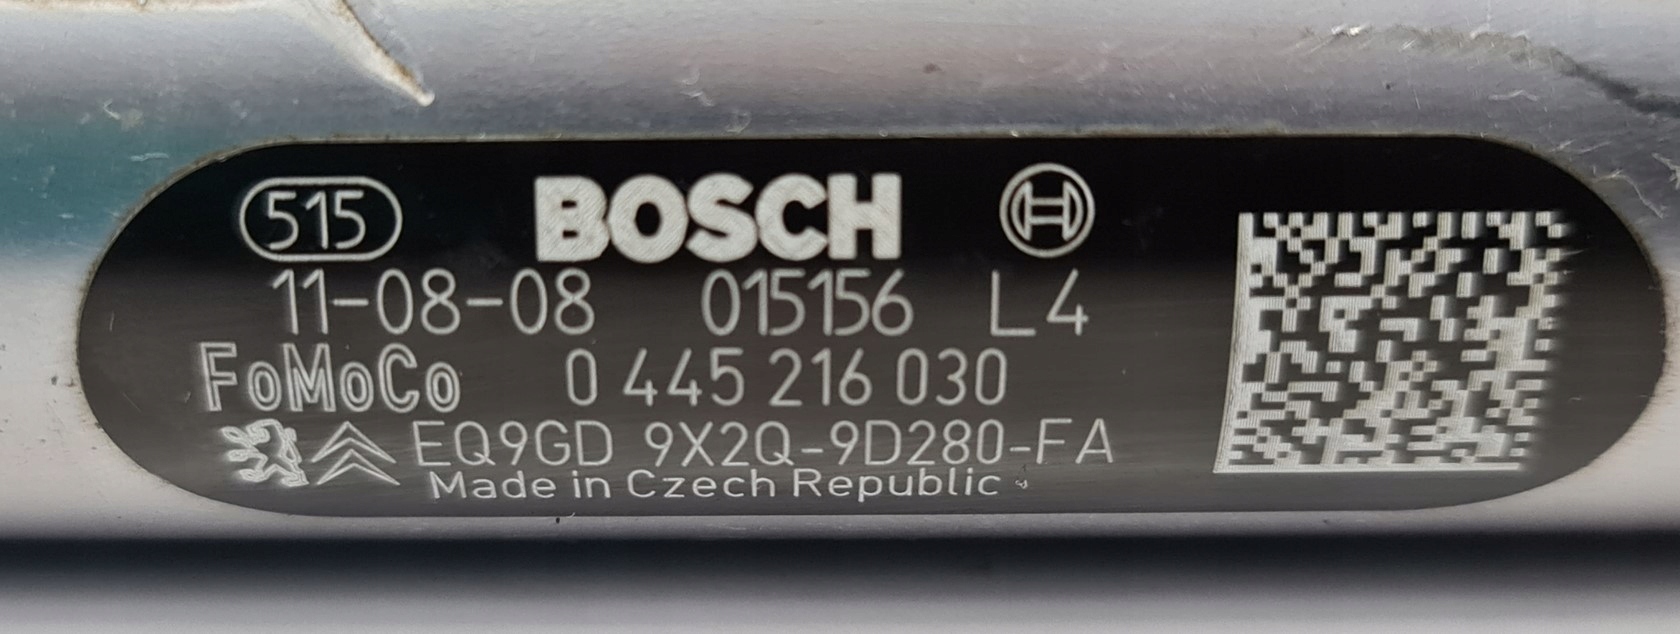 515 BOSCH
11-08-08 015156 L4
FoMoCo 0 445 216 030
EQ9GD 9X2Q-9D280-FA
Made in Czech Republic